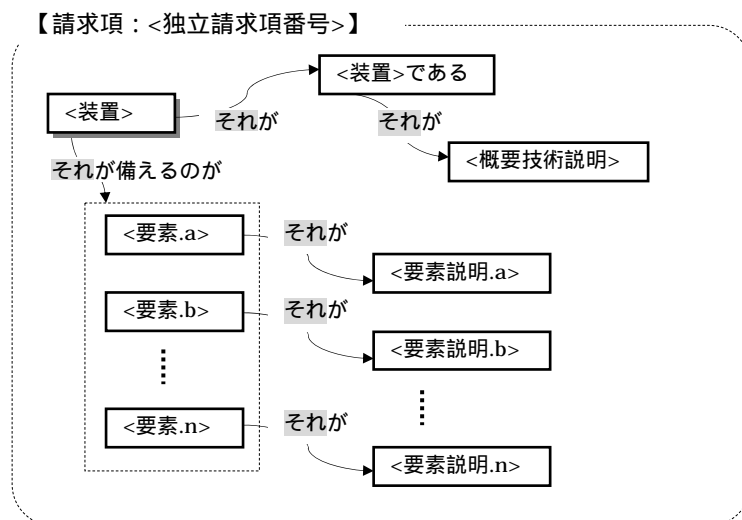 【請求項：<独立請求項番号>】
<装置>である
<装置>
それが
それが
<概要技術説明>
それが備えるのが
<要素.a>
それが
<要素説明.a>
<要素.b>
それが
<要素説明.b>
<要素.n>
それが
<要素説明.n>